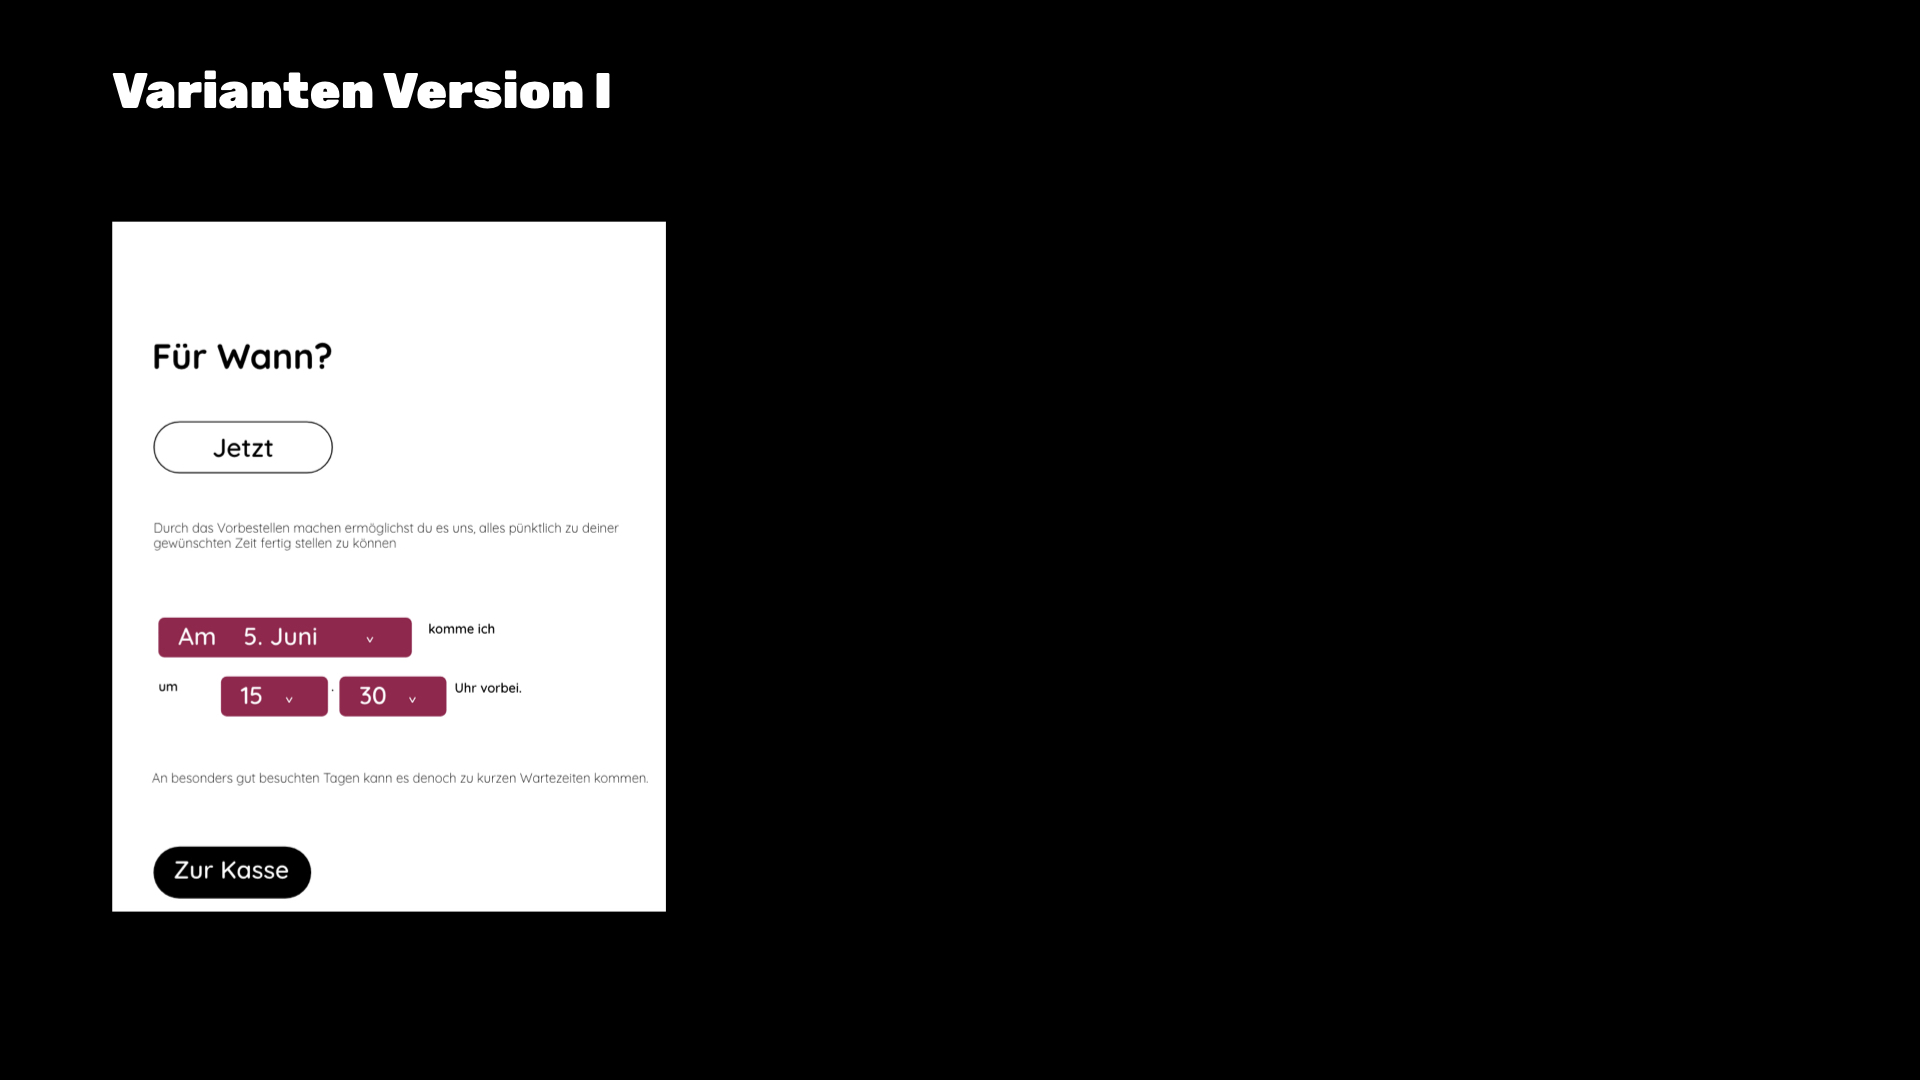 Varianten Version I
Für Wann?
Jetzt
Durch das Vorbestellen machen ermöglichst du es uns, alles pünktlich zu deiner
gewünschten Zeit fertig stellen zu können
Am 5. Juni v komme ich
um 15 v . 30 v Uhr vorbei.
An besonders gut besuchten Tagen kann es denoch zu kurzen Wartezeiten kommen.
Zur Kasse